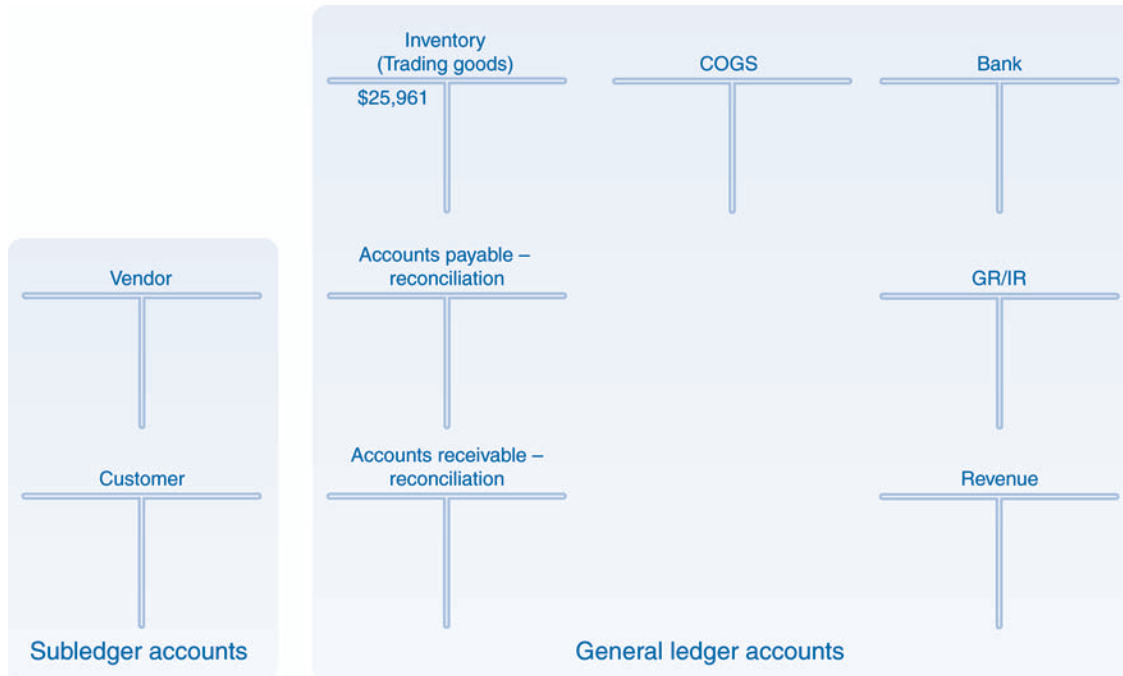 Inventory
(Trading goods)
COGS
Bank
$25,961
Accounts payable –
reconciliation
Vendor
GR/IR
Accounts receivable –
reconciliation
Customer
Revenue
Subledger accounts
General ledger accounts